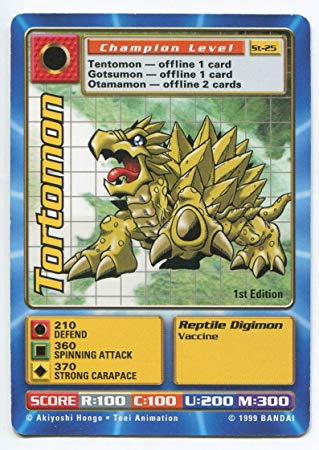 Champion Level
St-25
Tentomon — offline 1 card
Gotsumon — offline 1 card
Otamamon — offline 2 cards
Tortomon
1st Edition
210
DEFEND
360
SPINNING ATTACK
370
STRONG CARAPACE
Reptile Digimon
Vaccine
SCORE R:100 C:100 U:200 M:300
© Akiyoshi Hongo • Toei Animation © 1999 BANDAI